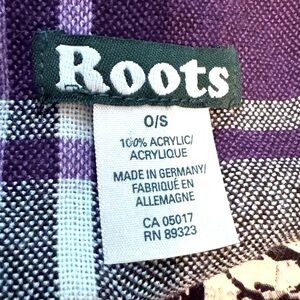 Roots
O/S
100% ACRYLIC/
ACRYLIQUE
MADE IN GERMANY/
FABRIQUÉ EN
ALLEMAGNE
CA 05017
RN 89323